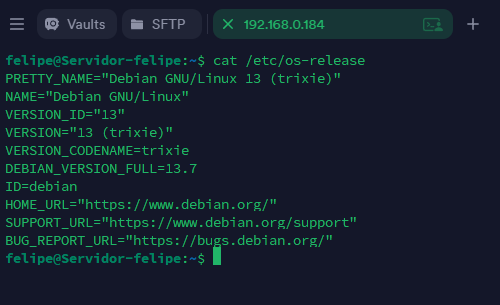 Vaults
SFTP
192.168.0.184
felipe@Servidor-felipe:~$ cat /etc/os-release
PRETTY_NAME="Debian GNU/Linux 13 (trixie)"
NAME="Debian GNU/Linux"
VERSION_ID="13"
VERSION="13 (trixie)"
VERSION_CODENAME=trixie
DEBIAN_VERSION_FULL=13.7
ID=debian
HOME_URL="https://www.debian.org/"
SUPPORT_URL="https://www.debian.org/support"
BUG_REPORT_URL="https://bugs.debian.org/"
felipe@Servidor-felipe:~$